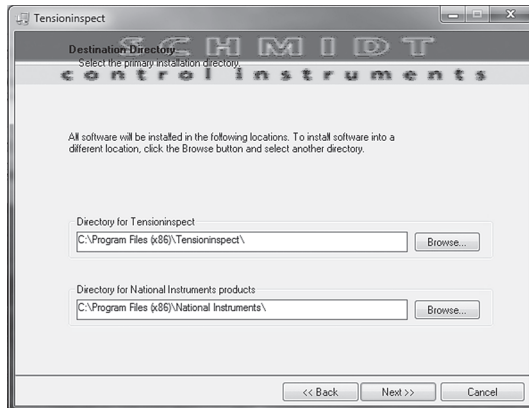 Tensioninspect
SCHMIDT
Destination Directory
Select the primary installation directory.
control instruments
All software will be installed in the following locations. To install software into a
different location, click the Browse button and select another directory.
Directory for Tensioninspect
C:\Program Files (x86)\Tensioninspect\
Browse...
Directory for National Instruments products
C:\Program Files (x86)\National Instruments\
Browse...
<< Back
Next >>
Cancel